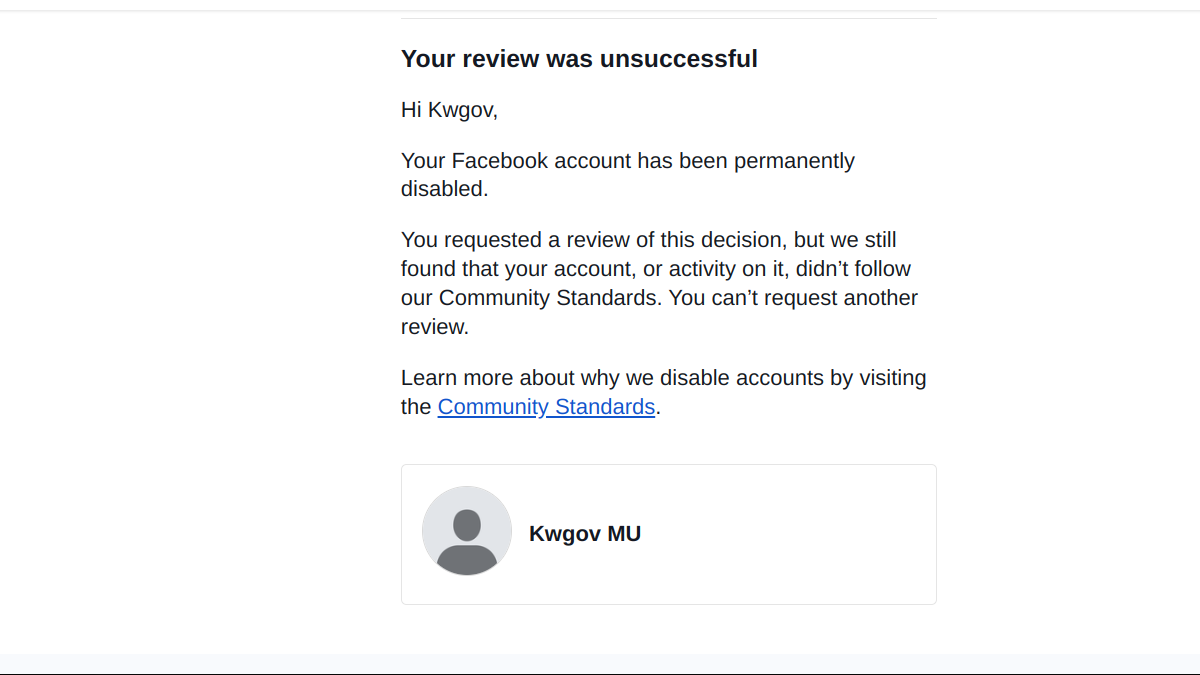 Your review was unsuccessful
Hi Kwgov,
Your Facebook account has been permanently
disabled.
You requested a review of this decision, but we still
found that your account, or activity on it, didn’t follow
our Community Standards. You can’t request another
review.
Learn more about why we disable accounts by visiting
the Community Standards.
Kwgov MU